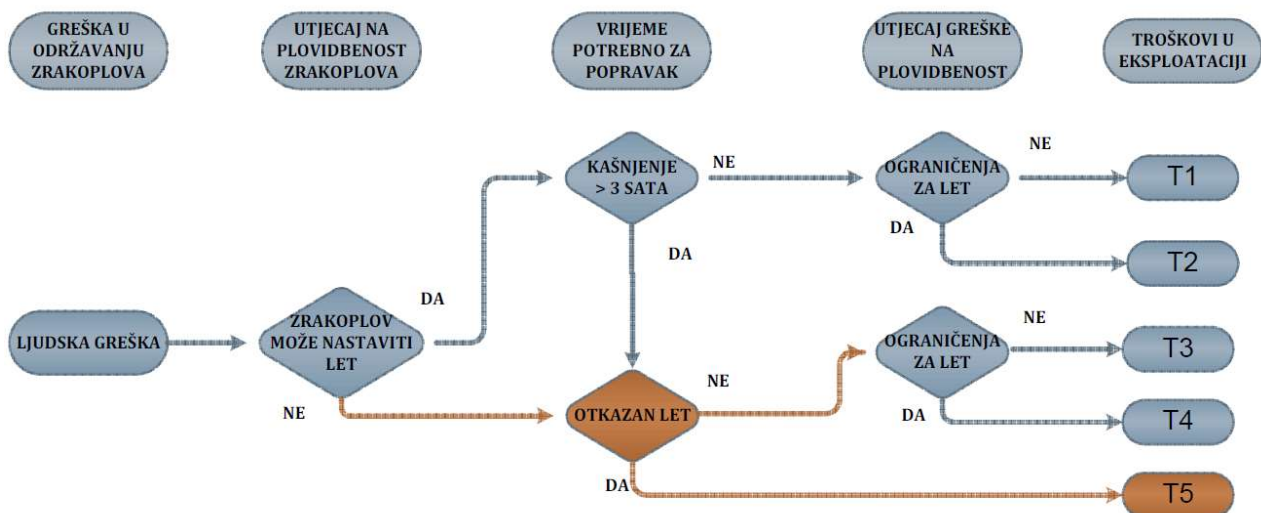 GREŠKA U
ODRŽAVANJU
ZRAKOPLOVA
UTJECAJ NA
PLOVIDBENOST
ZRAKOPLOVA
VRIJEME
POTREBNO ZA
POPRAVAK
UTJECAJ GREŠKE
NA
PLOVIDBENOST
TROŠKOVI U
EKSPLOATACIJI
KAŠNJENJE
> 3 SATA
NE
OGRANIČENJA
ZA LET
NE
T1
DA
DA
T2
LJUDSKA GREŠKA
ZRAKOPLOV
MOŽE NASTAVITI
LET
DA
NE
OTKAZAN LET
NE
OGRANIČENJA
ZA LET
NE
T3
DA
T4
DA
T5